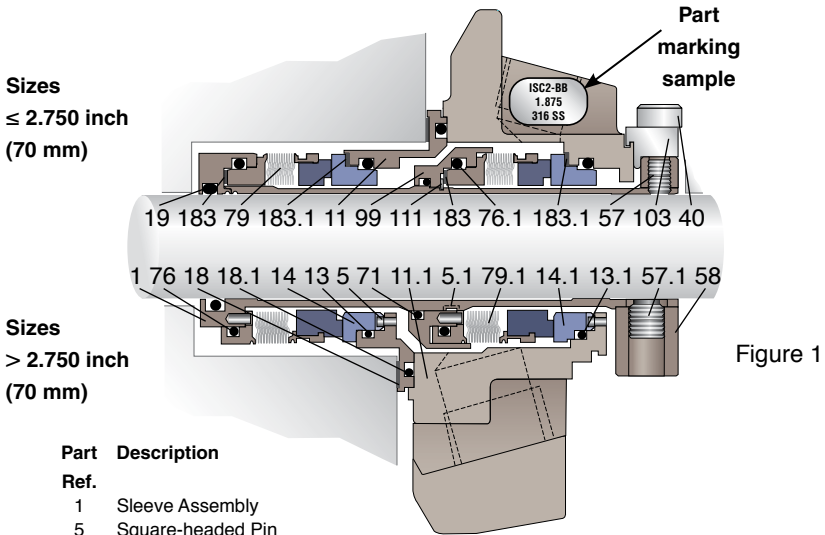 Part
marking
sample
Sizes
≤ 2.750 inch
(70 mm)
ISC2-BB
1.875
316 SS
19 183 79 183.1 11 99 111 183 76.1 183.1 57 103 40
1 76 18 18.1 14 13 5 71 11.1 5.1 79.1 14.1 13.1 57.1 58
Sizes
> 2.750 inch
(70 mm)
Figure 1
Part Description
Ref.
1 Sleeve Assembly
5 Square-headed Pin